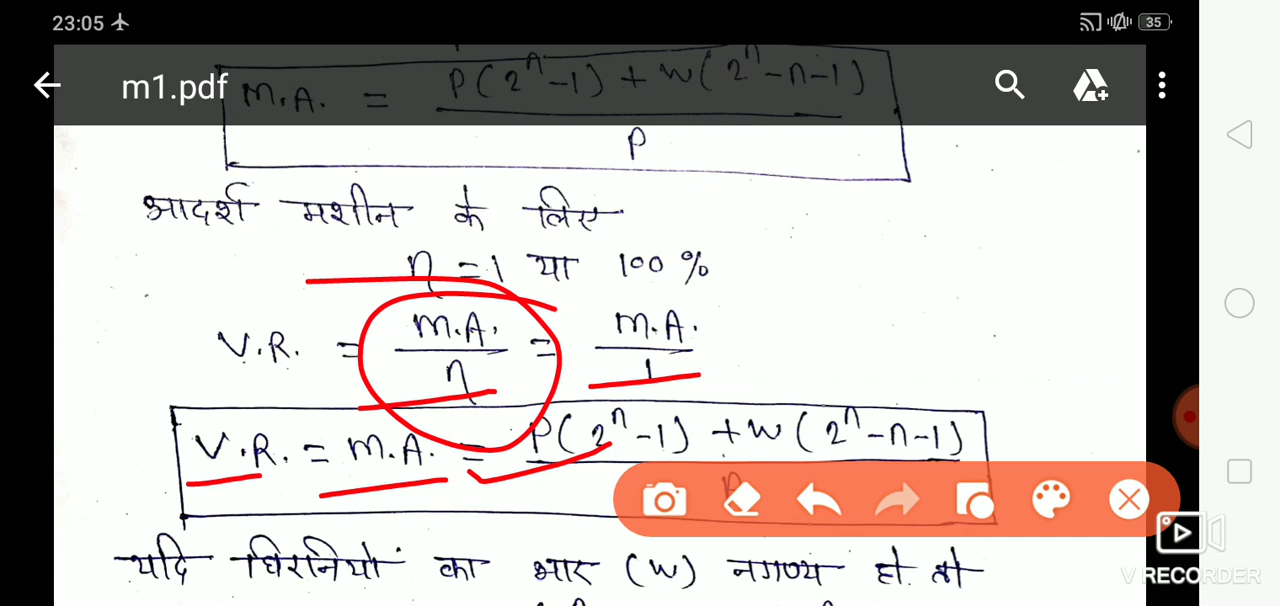 23:05
35
m1.pdf
M.A. = P(2ⁿ-1) + w(2ⁿ-n-1)
P
आदर्श मशीन के लिए
η = 1 या 100 %
V.R. = M.A. / η = M.A. / 1
V.R. = M.A. = P(2ⁿ-1) + w(2ⁿ-n-1)
यदि घिरनियों का भार (w) नगण्य हो तो
V RECORDER